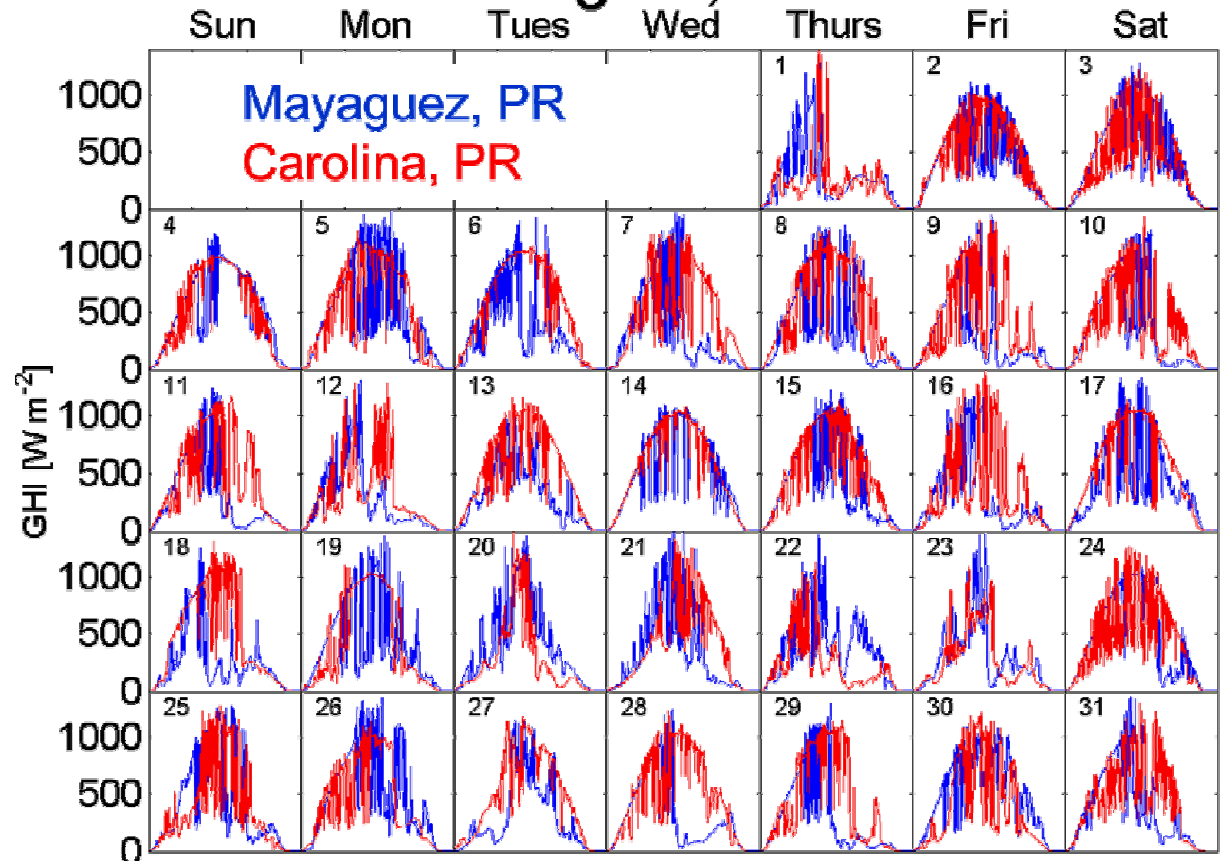 Sun Mon Tues Wed Thurs Fri Sat
Mayaguez, PR
Carolina, PR
GHI [W m-2]
1000
500
0
1 2 3
1000
500
0
4 5 6 7 8 9 10
1000
500
0
11 12 13 14 15 16 17
1000
500
0
18 19 20 21 22 23 24
1000
500
0
25 26 27 28 29 30 31